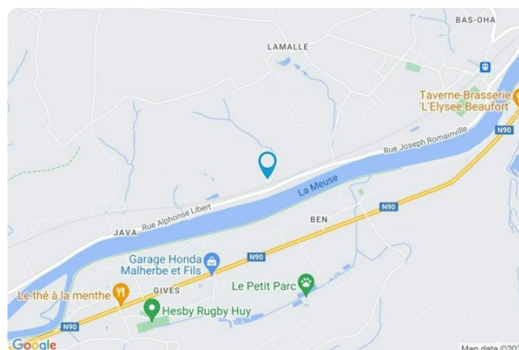 BAS-OHA
LAMALLE
Taverne-Brasserie
'L'Elysee Beaufort'
N90
Rue Joseph Romainville
La Meuse
Rue Alphonse Libert
N90
BEN
JAVA
Garage Honda
Malherbe et Fils
N90
GIVES
Le thé à la menthe
Le Petit Parc
Hesby Rugby Huy
N90
Google
Map data ©202